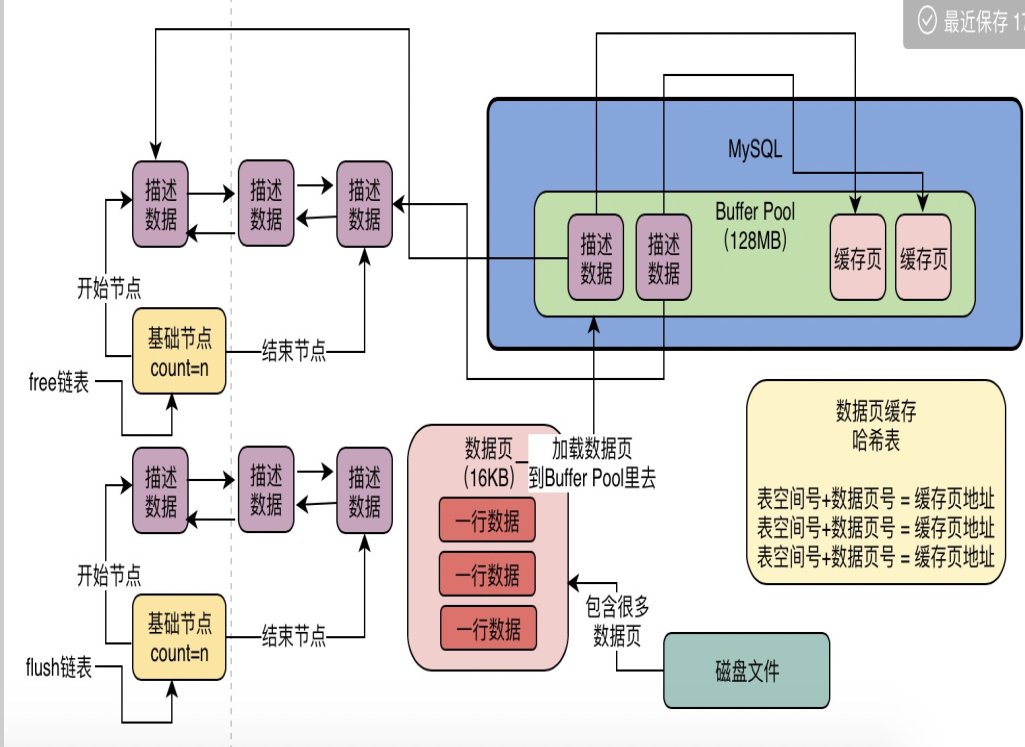 最近保存 17
MySQL
Buffer Pool
(128MB)
描述
数据
描述
数据
缓存页
缓存页
描述
数据
描述
数据
描述
数据
开始节点
基础节点
count=n
结束节点
free链表
描述
数据
描述
数据
描述
数据
开始节点
基础节点
count=n
结束节点
flush链表
数据页
(16KB)
加载数据页
到Buffer Pool里去
一行数据
一行数据
一行数据
包含很多
数据页
磁盘文件
数据页缓存
哈希表
表空间号+数据页号 = 缓存页地址
表空间号+数据页号 = 缓存页地址
表空间号+数据页号 = 缓存页地址